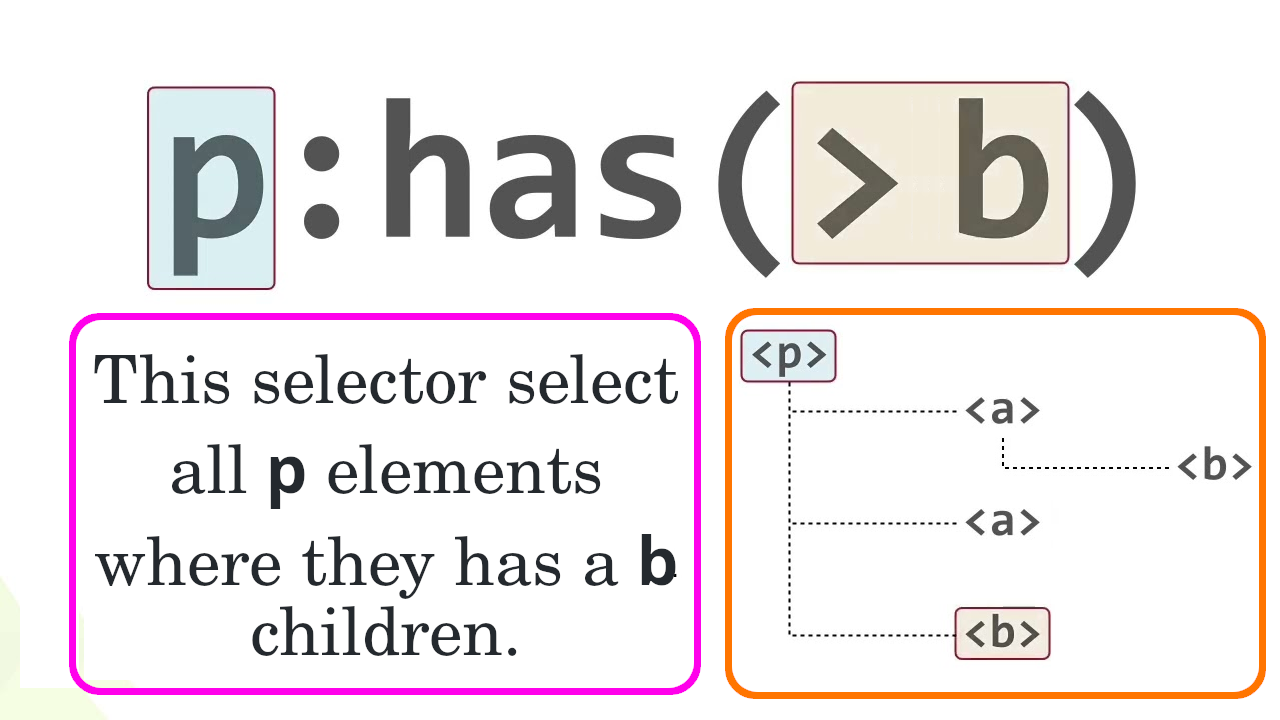 p:has(> b)
This selector select
all p elements
where they has a b
children.
<p>
<a>
<b>
<a>
<b>